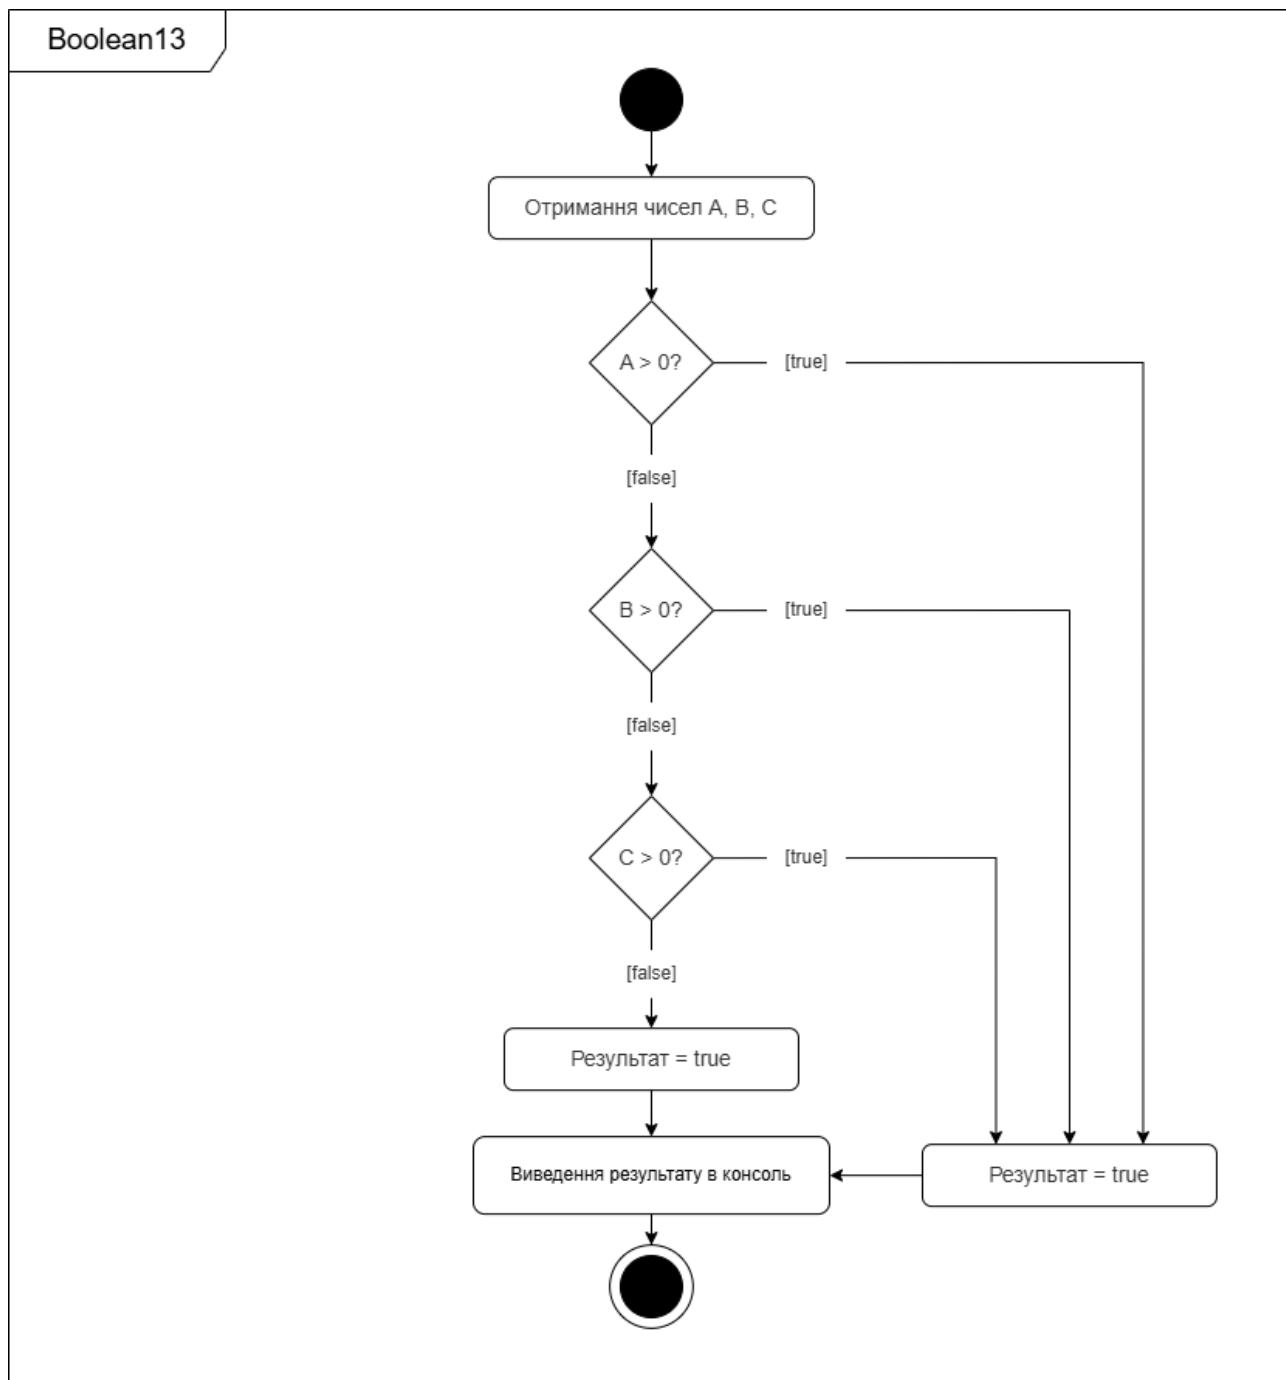 Boolean13
Отримання чисел A, B, C
A > 0?
[true]
[false]
B > 0?
[true]
[false]
C > 0?
[true]
[false]
Результат = true
Виведення результату в консоль
Результат = true